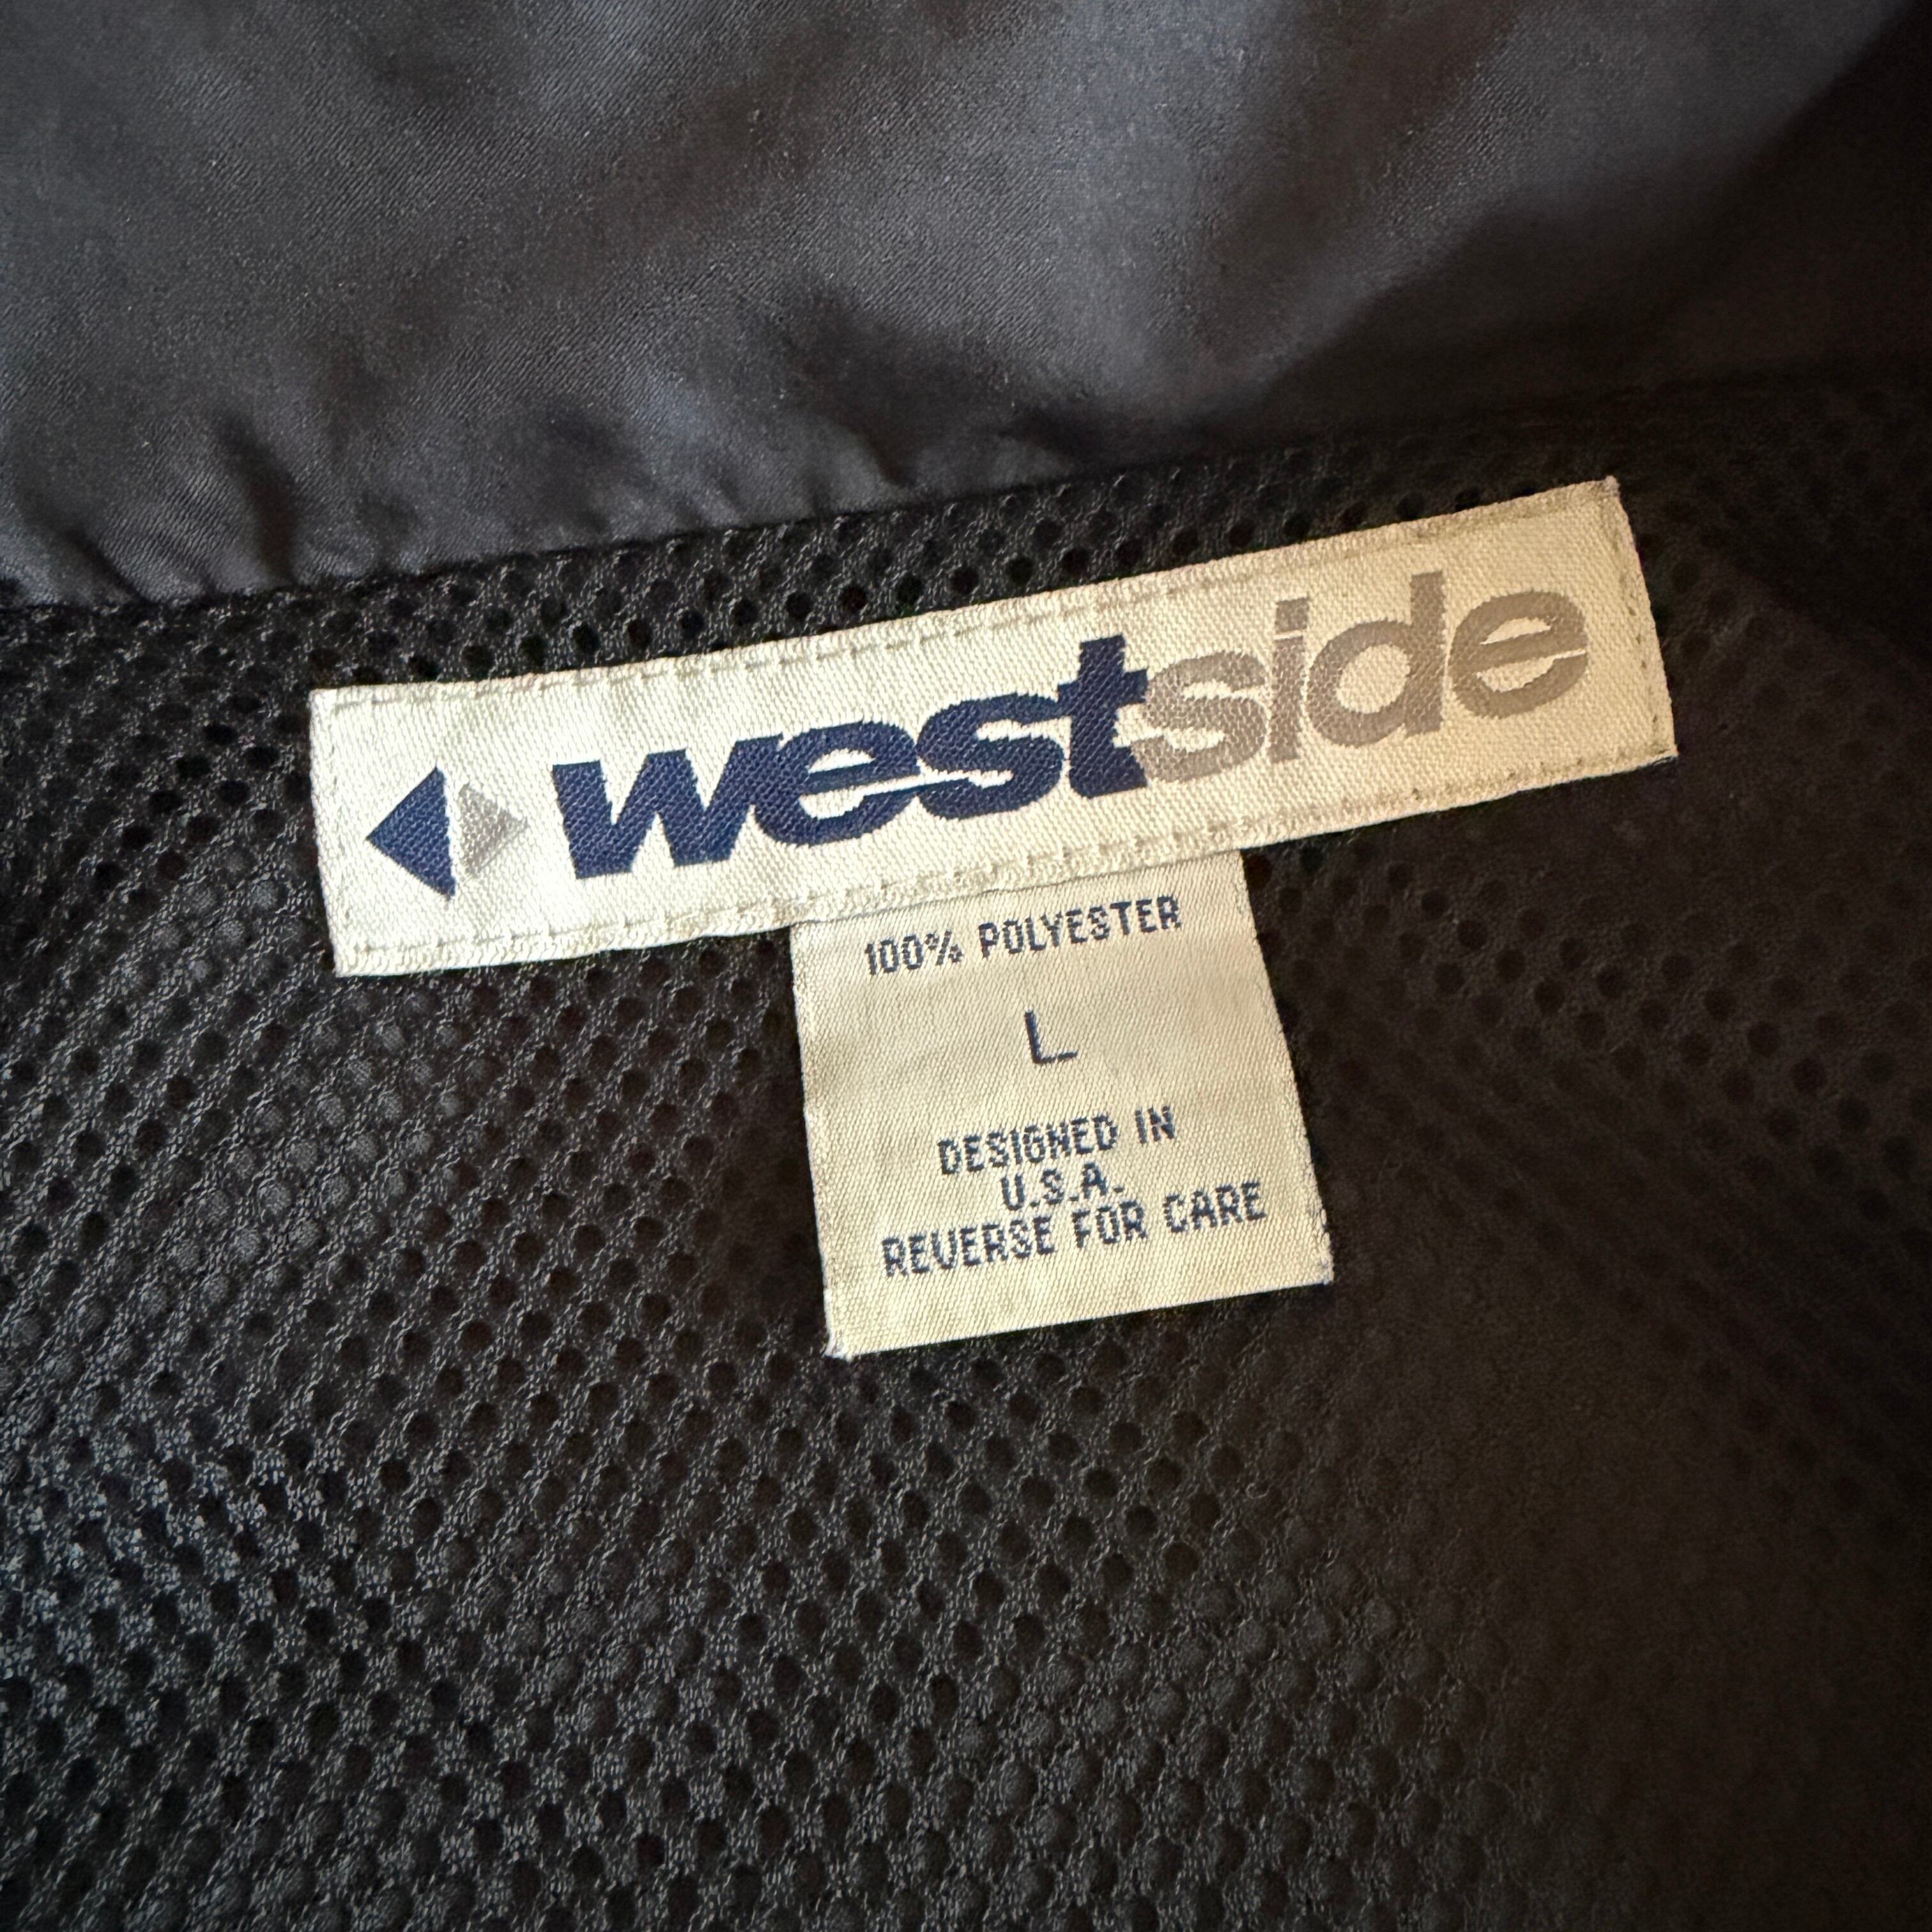 westside
100% POLYESTER
L
DESIGNED IN
U.S.A.
REVERSE FOR CARE